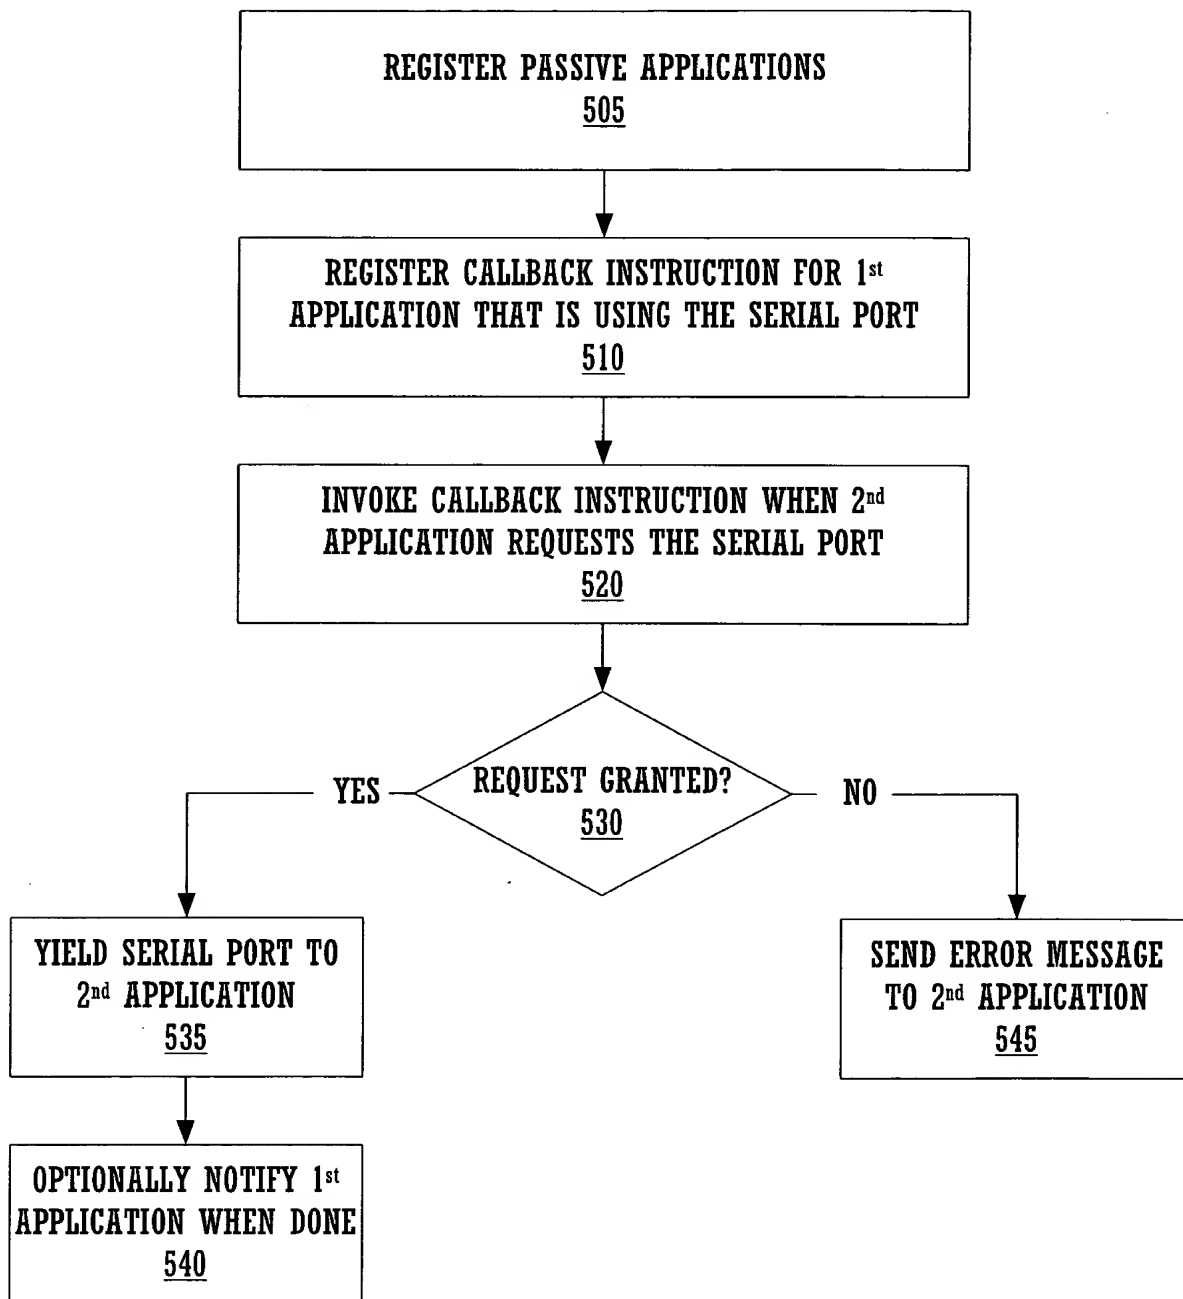 REGISTER PASSIVE APPLICATIONS
505
REGISTER CALLBACK INSTRUCTION FOR 1st
APPLICATION THAT IS USING THE SERIAL PORT
510
INVOKE CALLBACK INSTRUCTION WHEN 2nd
APPLICATION REQUESTS THE SERIAL PORT
520
REQUEST GRANTED?
530
YES
NO
YIELD SERIAL PORT TO
2nd APPLICATION
535
SEND ERROR MESSAGE
TO 2nd APPLICATION
545
OPTIONALLY NOTIFY 1st
APPLICATION WHEN DONE
540